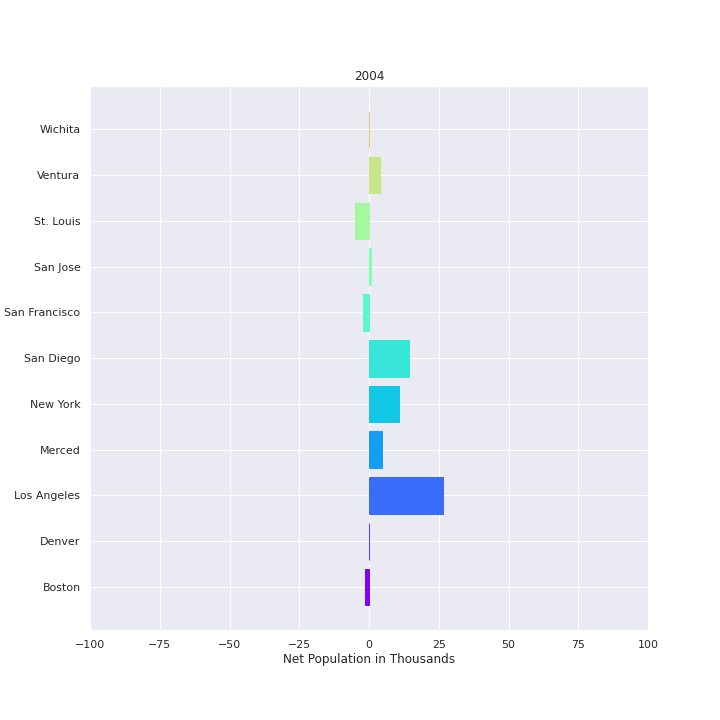 2004
Wichita
Ventura
St. Louis
San Jose
San Francisco
San Diego
New York
Merced
Los Angeles
Denver
Boston
−100 −75 −50 −25 0 25 50 75 100
Net Population in Thousands